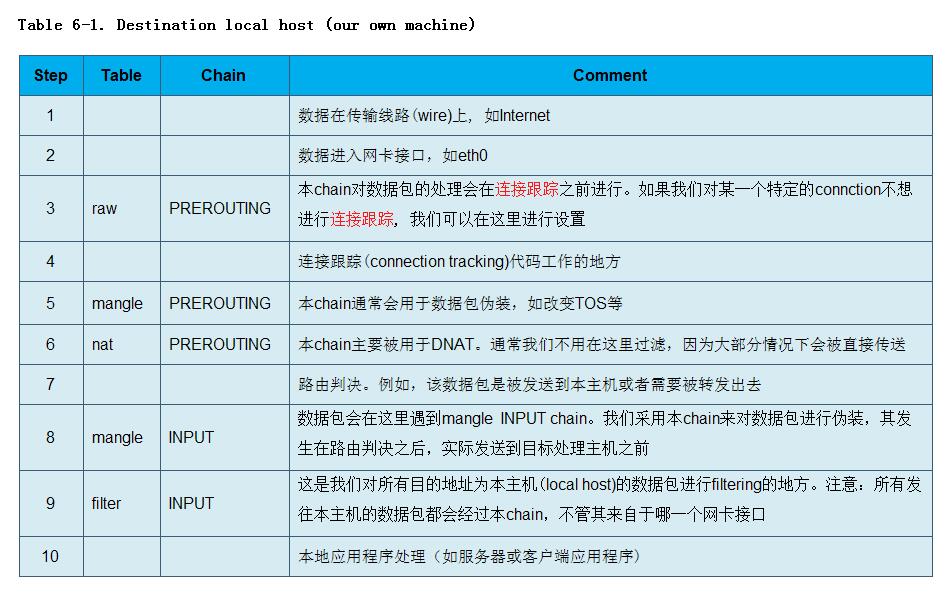 Table 6-1. Destination local host (our own machine)
Step Table Chain Comment
1 数据在传输线路(wire)上, 如Internet
2 数据进入网卡接口，如eth0
本chain对数据包的处理会在连接跟踪之前进行。如果我们对某一个特定的connction不想
3 raw PREROUTING
进行连接跟踪, 我们可以在这里进行设置
4 连接跟踪(connection tracking)代码工作的地方
5 mangle PREROUTING 本chain通常会用于数据包伪装，如改变TOS等
6 nat PREROUTING 本chain主要被用于DNAT。通常我们不用在这里过滤，因为大部分情况下会被直接传送
7 路由判决。例如，该数据包是被发送到本主机或者需要被转发出去
数据包会在这里遇到mangle INPUT chain。我们采用本chain来对数据包进行伪装，其发
8 mangle INPUT
生在路由判决之后，实际发送到目标处理主机之前
这是我们对所有目的地址为本主机(local host)的数据包进行filtering的地方。注意：所有发
9 filter INPUT
往本主机的数据包都会经过本chain，不管其来自于哪一个网卡接口
10 本地应用程序处理（如服务器或客户端应用程序）